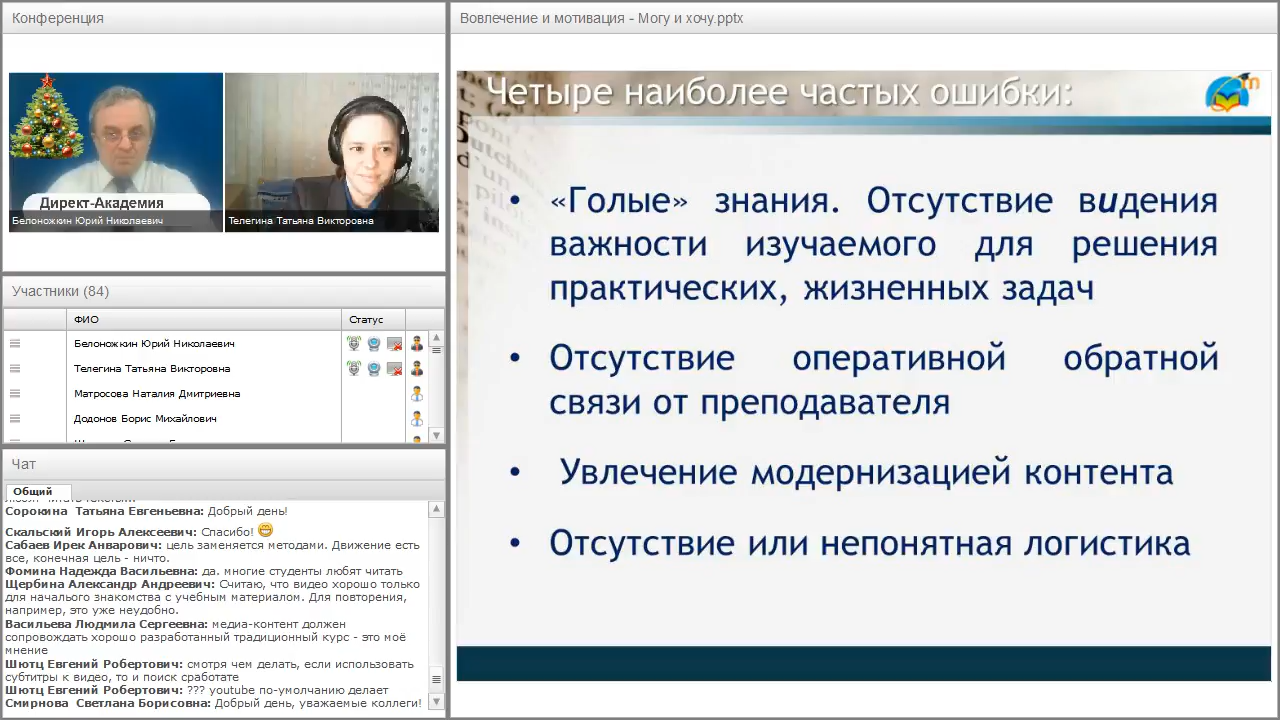 Конференция
Директ-Академия
Белоножкин Юрий Николаевич
Телегина Татьяна Викторовна
Участники (84)
ФИО
Статус
Белоножкин Юрий Николаевич
Телегина Татьяна Викторовна
Матросова Наталия Дмитриевна
Додонов Борис Михайлович
Чат
Общий
Сорокина Татьяна Евгеньевна: Добрый день!
Скальский Игорь Алексеевич: Спасибо!
Сабаев Ирек Анварович: цель заменяется методами. Движение есть
все, конечная цель - ничто.
Фомина Надежда Васильевна: да. многие студенты любят читать
Щербина Александр Андреевич: Считаю, что видео хорошо только
для началього знакомства с учебным материалом. Для повторения,
например, это уже неудобно.
Васильева Людмила Сергеевна: медиа-контент должен
сопровождать хорошо разработанный традиционный курс - это моё
мнение
Шютц Евгений Робертович: смотря чем делать, если использовать
субтитры к видео, то и поиск сработате
Шютц Евгений Робертович: ??? youtube по-умолчанию делает
Смирнова Светлана Борисовна: Добрый день, уважаемые коллеги!
Вовлечение и мотивация - Могу и хочу.pptx
Четыре наиболее частых ошибки:
• «Голые» знания. Отсутствие видения
важности изучаемого для решения
практических, жизненных задач
• Отсутствие оперативной обратной
связи от преподавателя
• Увлечение модернизацией контента
• Отсутствие или непонятная логистика